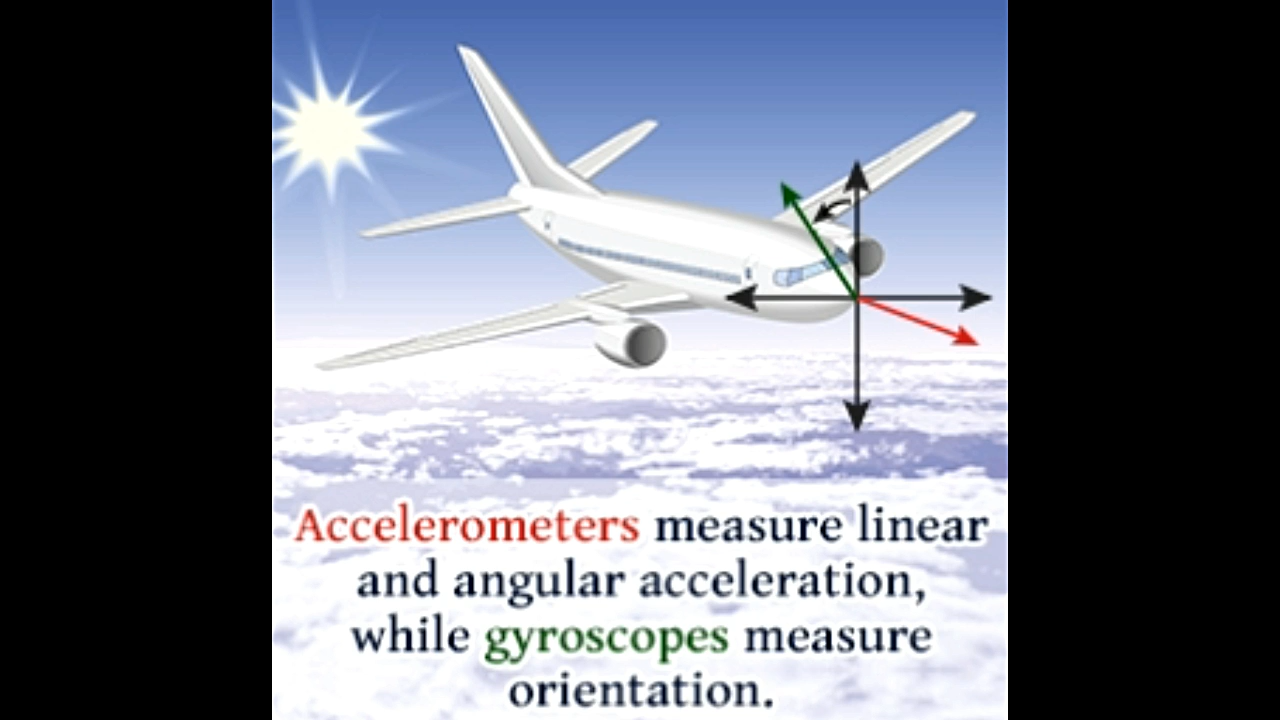 Accelerometers measure linear
and angular acceleration,
while gyroscopes measure
orientation.